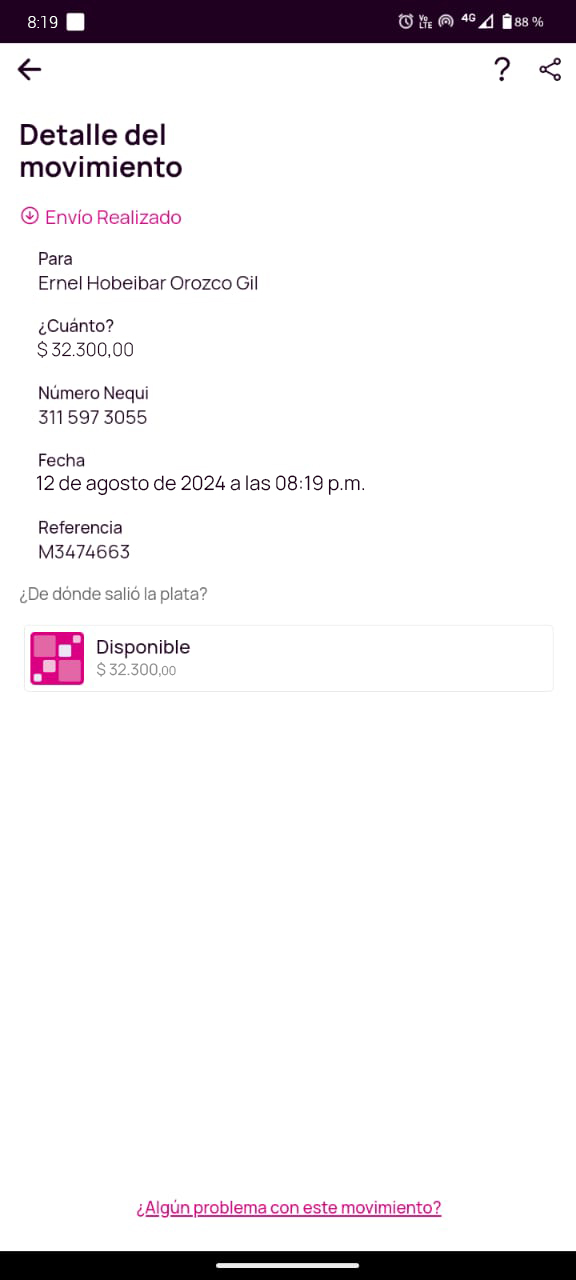 8:19
Vo LTE 4G 88 %
?
Detalle del
movimiento
Envío Realizado
Para
Ernel Hobeibar Orozco Gil
¿Cuánto?
$ 32.300,00
Número Nequi
311 597 3055
Fecha
12 de agosto de 2024 a las 08:19 p.m.
Referencia
M3474663
¿De dónde salió la plata?
Disponible
$ 32.300,00
¿Algún problema con este movimiento?